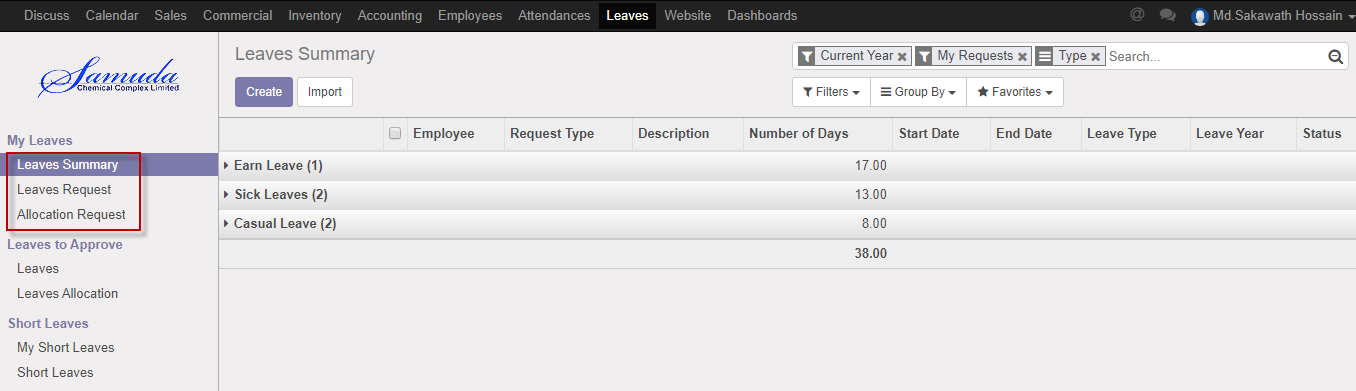 Discuss Calendar Sales Commercial Inventory Accounting Employees Attendances Leaves Website Dashboards @ Md.Sakawath Hossain
Samuda
Chemical Complex Limited
My Leaves
Leaves Summary
Leaves Request
Allocation Request
Leaves to Approve
Leaves
Leaves Allocation
Short Leaves
My Short Leaves
Short Leaves
Leaves Summary
Current Year My Requests Type Search...
Create Import
Filters Group By Favorites
Employee Request Type Description Number of Days Start Date End Date Leave Type Leave Year Status
Earn Leave (1) 17.00
Sick Leaves (2) 13.00
Casual Leave (2) 8.00
38.00